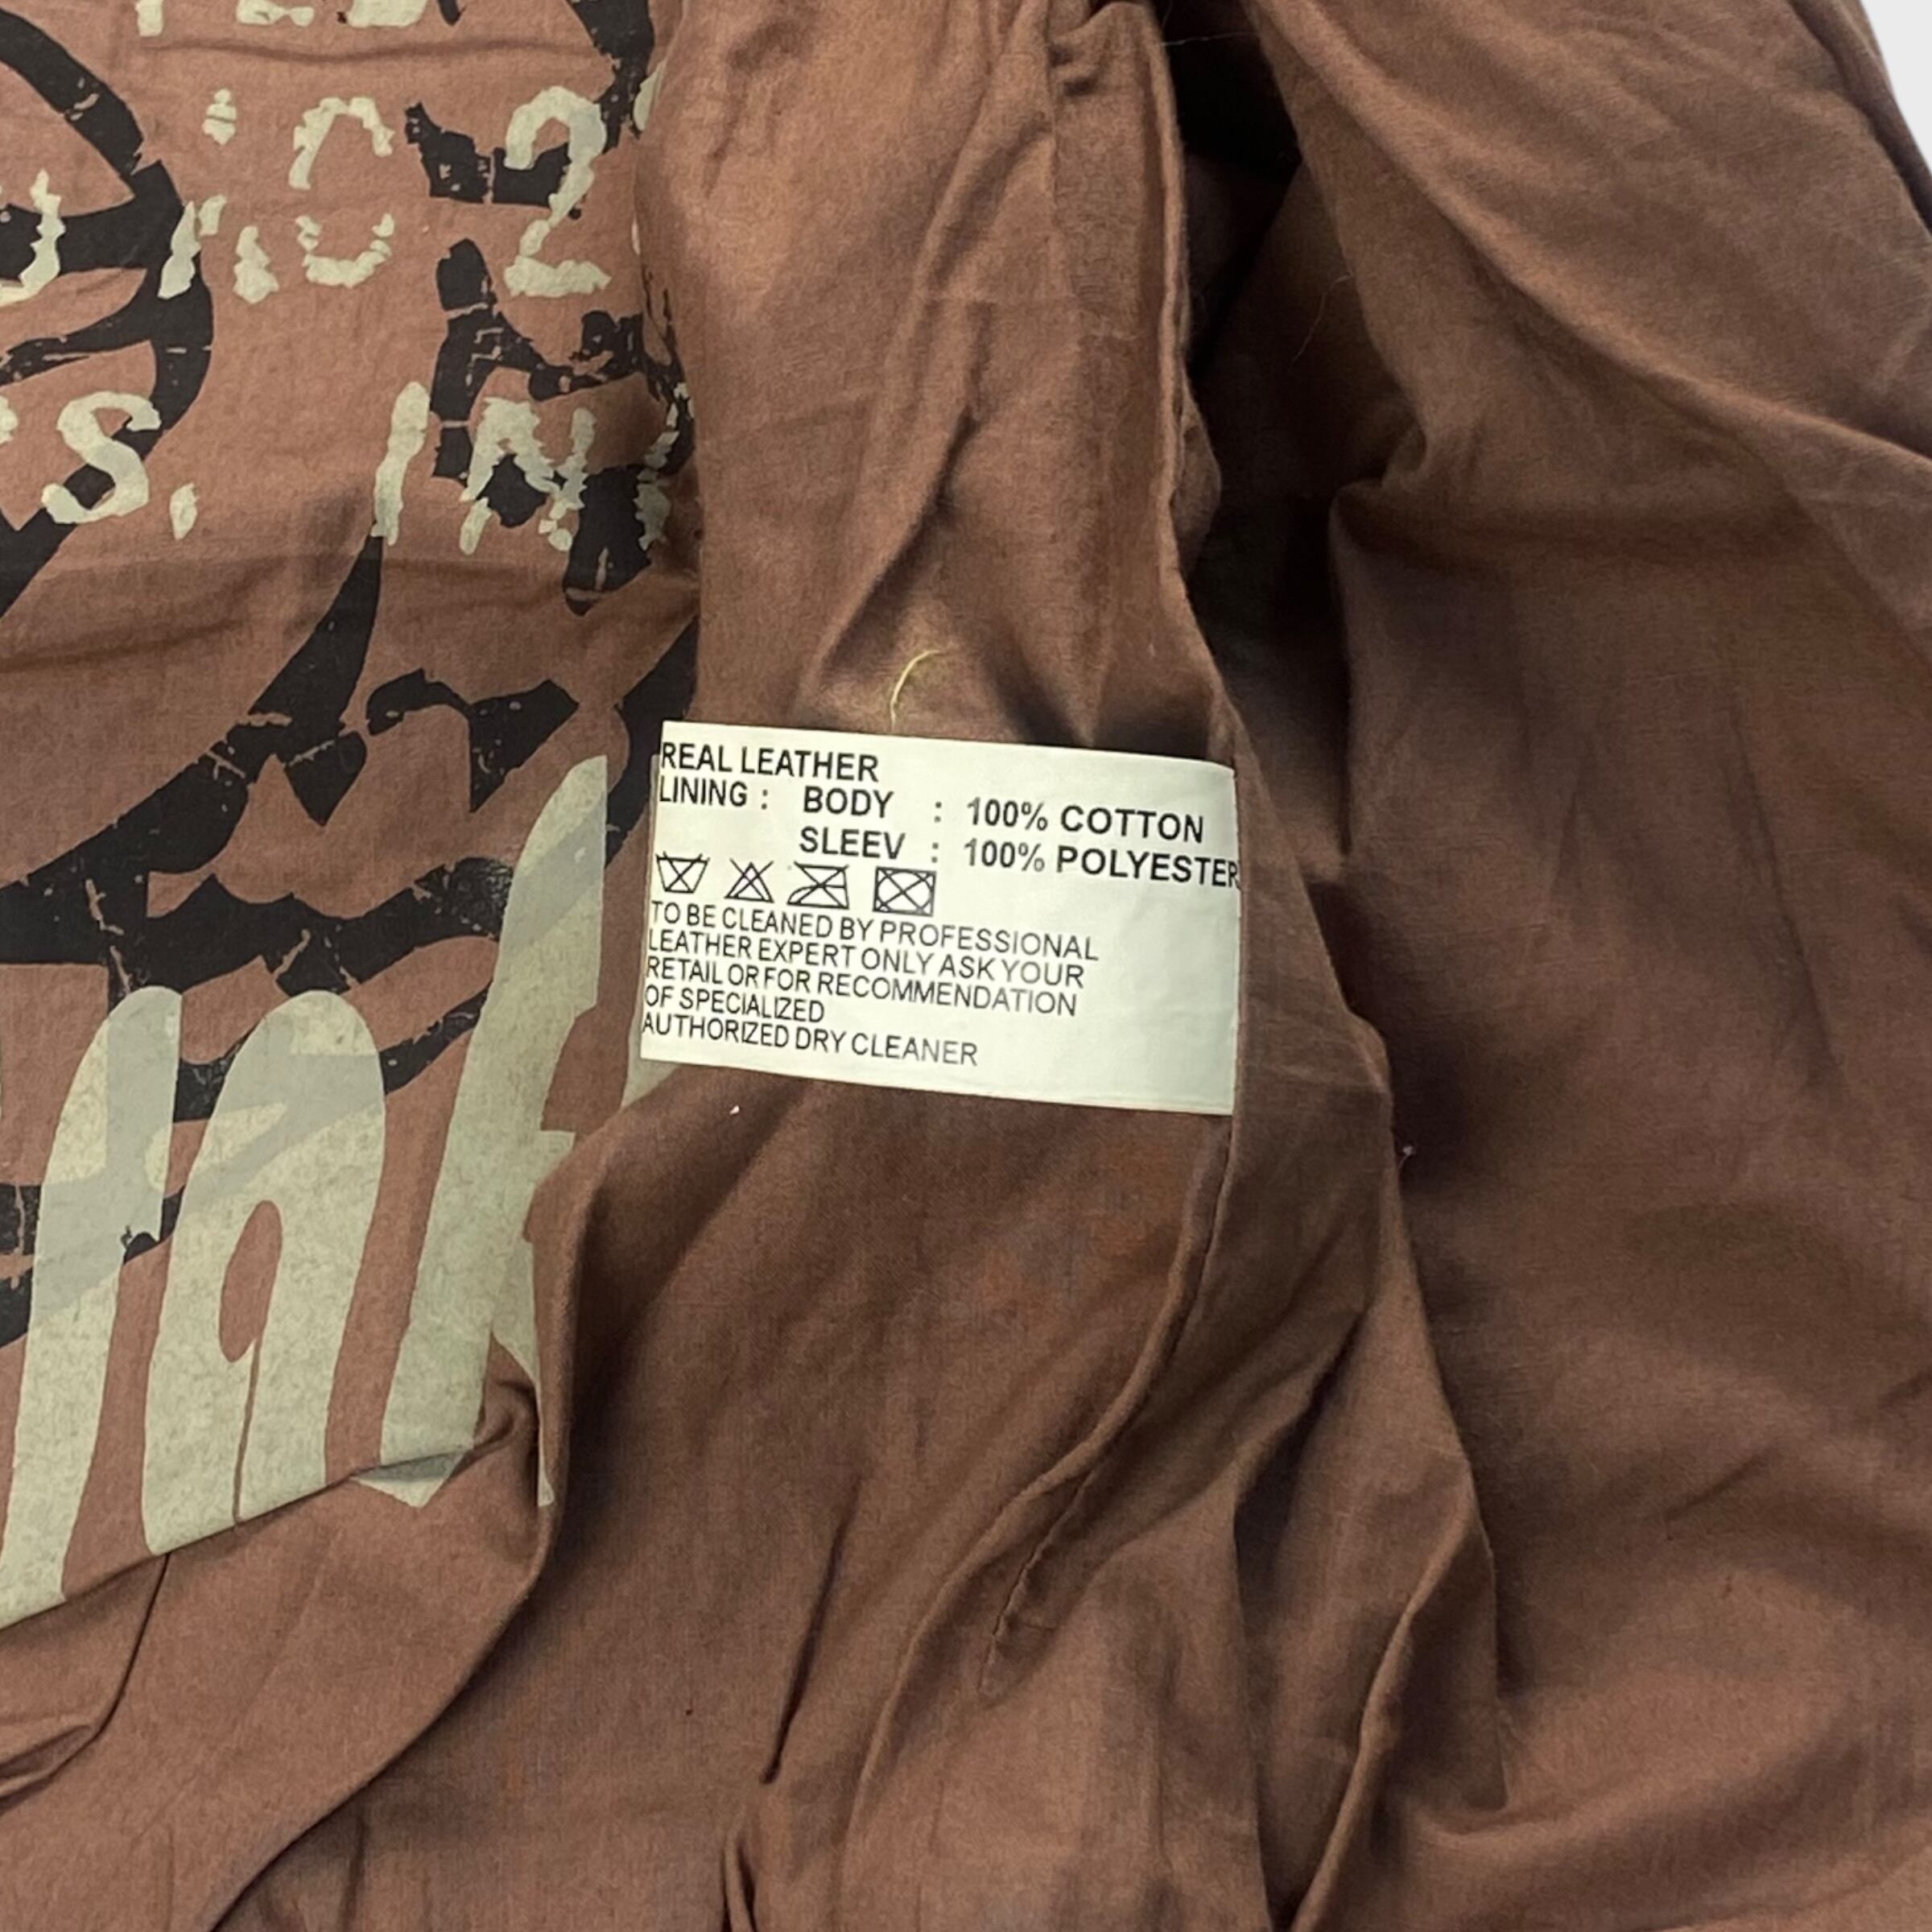 REAL LEATHER
LINING : BODY : 100% COTTON
SLEEV : 100% POLYESTER
TO BE CLEANED BY PROFESSIONAL
LEATHER EXPERT ONLY ASK YOUR
RETAIL OR FOR RECOMMENDATION
OF SPECIALIZED
AUTHORIZED DRY CLEANER